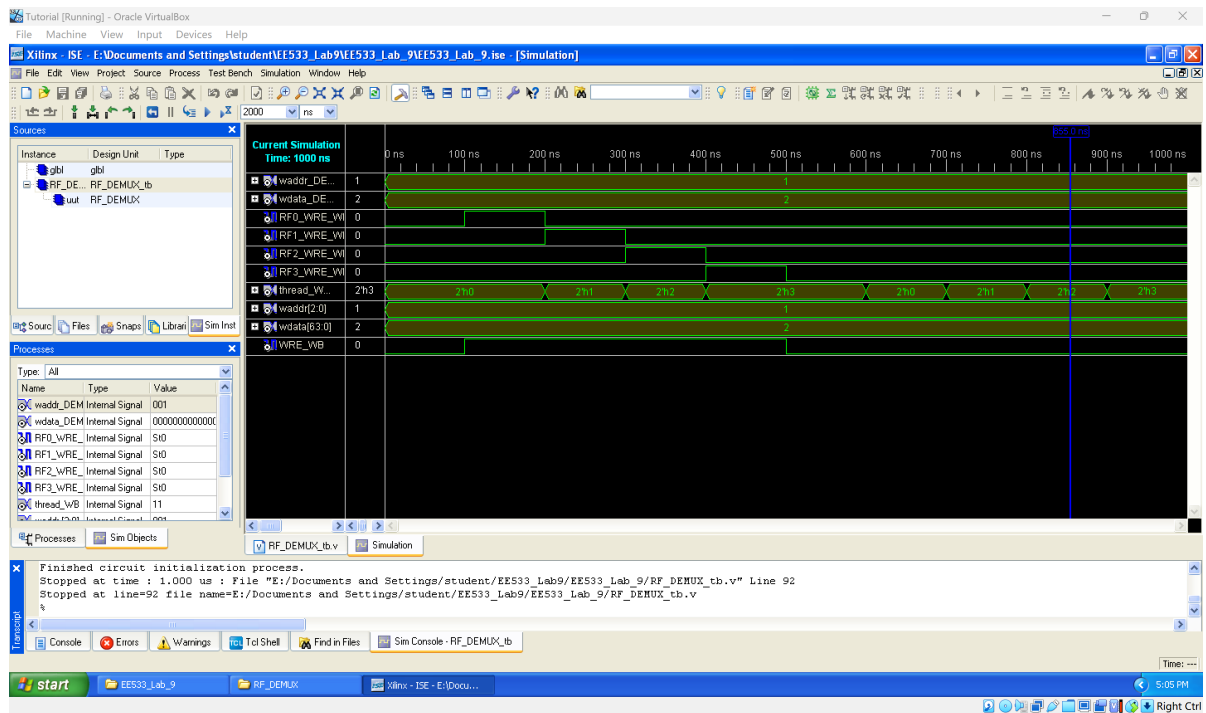 Tutorial [Running] - Oracle VirtualBox
File Machine View Input Devices Help
Xilinx - ISE - E:\Documents and Settings\student\EE533_Lab9\EE533_Lab_9\EE533_Lab_9.ise - [Simulation]
File Edit View Project Source Process Test Bench Simulation Window Help
2000 ns
Sources
Instance Design Unit Type
glbl glbl
RF_DE... RF_DEMUX_tb
uut RF_DEMUX
Sourc Files Snaps Librari Sim Inst
Processes
Type: All
Name Type Value
waddr_DEM Internal Signal 001
wdata_DEM Internal Signal 0000000000000
RF0_WRE_ Internal Signal St0
RF1_WRE_ Internal Signal St0
RF2_WRE_ Internal Signal St0
RF3_WRE_ Internal Signal St0
thread_WB Internal Signal 11
Processes Sim Objects
858.0 ns
Current Simulation
Time: 1000 ns
0 ns 100 ns 200 ns 300 ns 400 ns 500 ns 600 ns 700 ns 800 ns 900 ns 1000 ns
waddr_DE... 1 1
wdata_DE... 2 2
RF0_WRE_WI 0
RF1_WRE_WI 0
RF2_WRE_WI 0
RF3_WRE_WI 0
thread_W... 2'h3 2'h0 2'h1 2'h2 2'h3 2'h0 2'h1 2'h2 2'h3
waddr[2:0] 1 1
wdata[63:0] 2 2
WRE_WB 0
RF_DEMUX_tb.v Simulation
Finished circuit initialization process.
Stopped at time : 1.000 us : File "E:/Documents and Settings/student/EE533_Lab9/EE533_Lab_9/RF_DEMUX_tb.v" Line 92
Stopped at line=92 file name=E:/Documents and Settings/student/EE533_Lab9/EE533_Lab_9/RF_DEMUX_tb.v
%
Transcript
Console Errors Warnings Tcl Shell Find in Files Sim Console - RF_DEMUX_tb
Time: ---
start EE533_Lab_9 RF_DEMUX Xilinx - ISE - E:\Docu... 5:05 PM
Right Ctrl